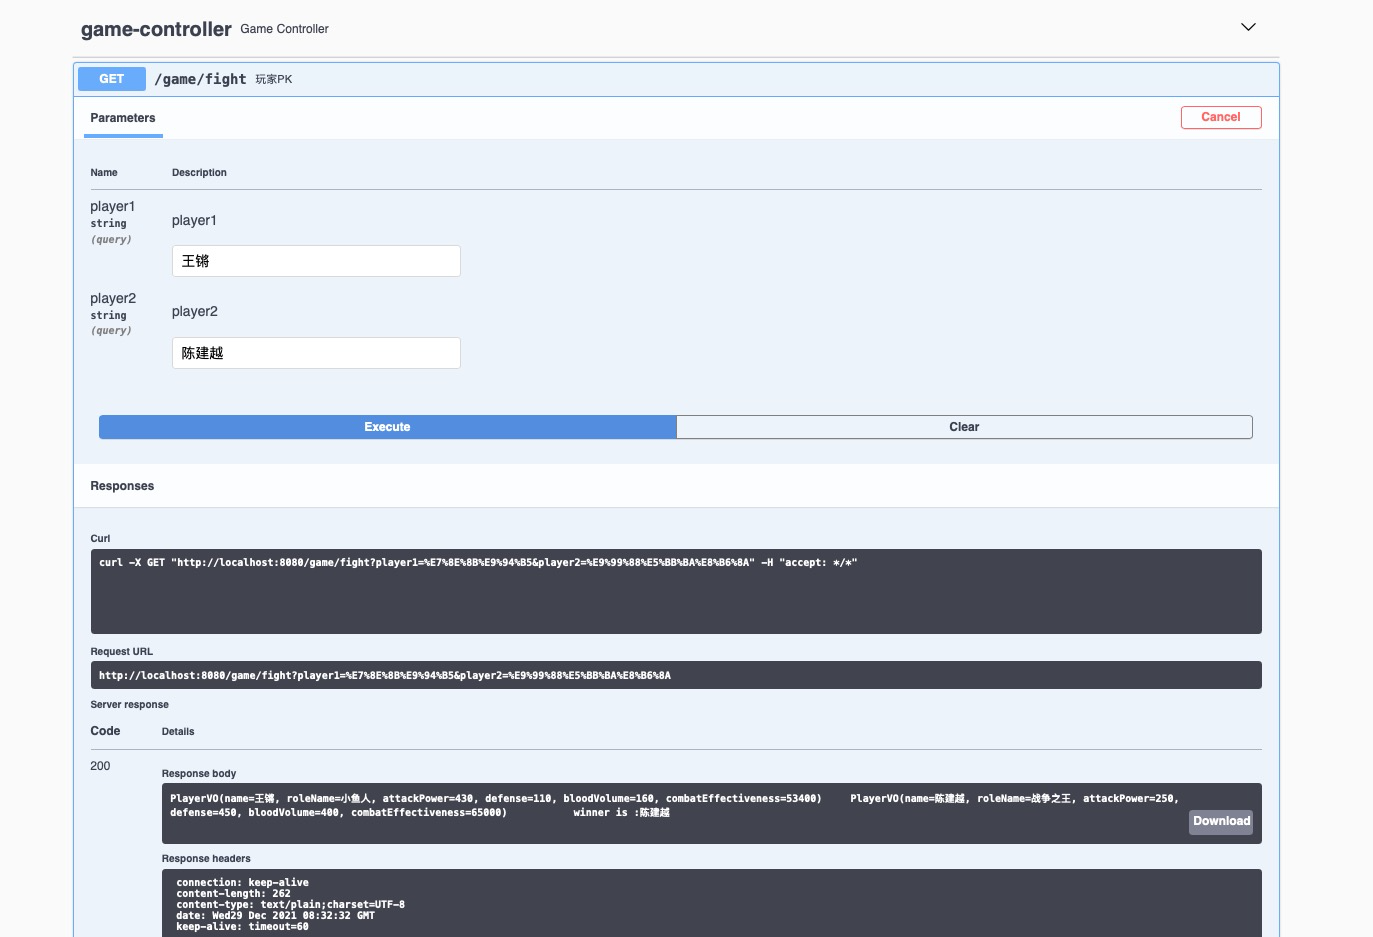 game-controller Game Controller
GET /game/fight 玩家PK
Parameters Cancel
Name Description
player1
string
(query)
player1
王锵
player2
string
(query)
player2
陈建越
Execute Clear
Responses
Curl
curl -X GET "http://localhost:8080/game/fight?player1=%E7%8E%8B%E9%94%B5&player2=%E9%99%88%E5%BB%BA%E8%B6%8A" -H "accept: */*"
Request URL
http://localhost:8080/game/fight?player1=%E7%8E%8B%E9%94%B5&player2=%E9%99%88%E5%BB%BA%E8%B6%8A
Server response
Code Details
200
Response body
PlayerVO(name=王锵, roleName=小鱼人, attackPower=430, defense=110, bloodVolume=160, combatEffectiveness=53400) PlayerVO(name=陈建越, roleName=战争之王, attackPower=250,
defense=450, bloodVolume=400, combatEffectiveness=65000) winner is :陈建越
Download
Response headers
connection: keep-alive
content-length: 262
content-type: text/plain;charset=UTF-8
date: Wed29 Dec 2021 08:32:32 GMT
keep-alive: timeout=60